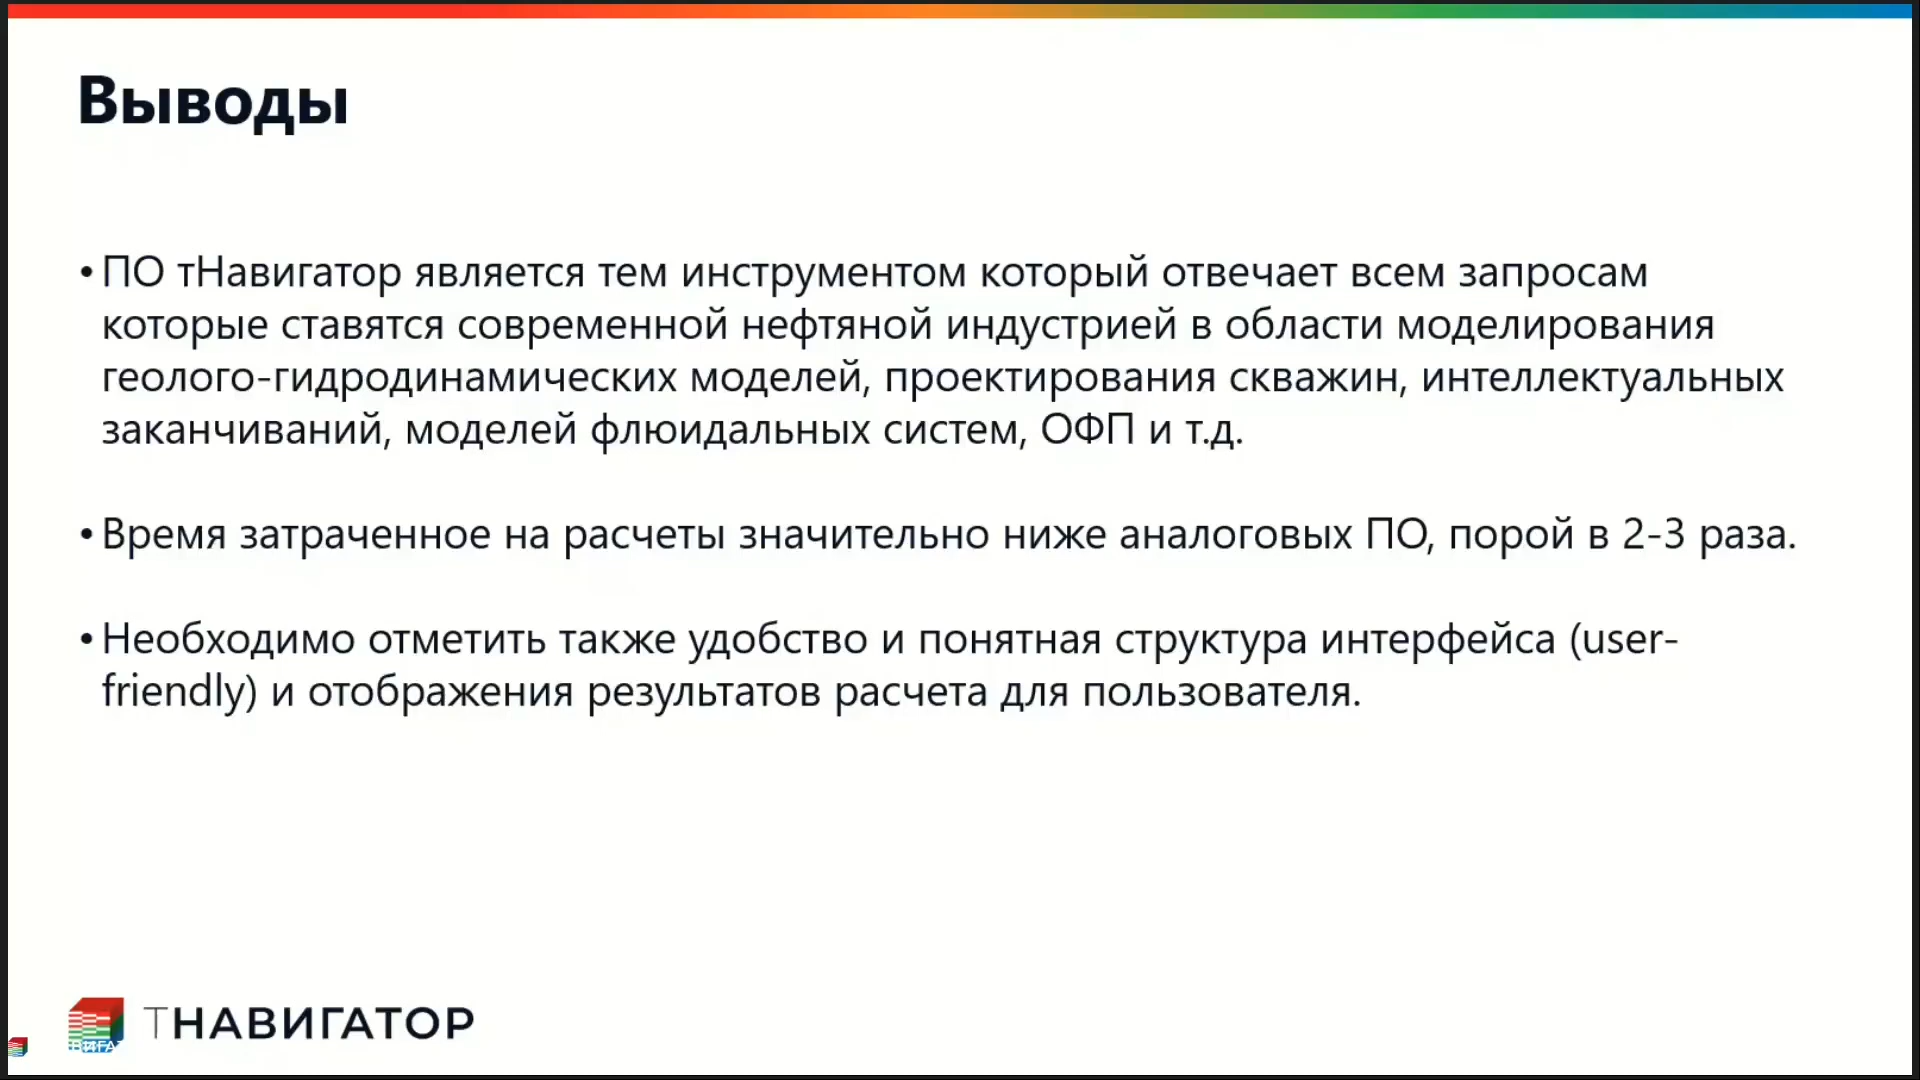 Выводы
• ПО тНавигатор является тем инструментом который отвечает всем запросам
которые ставятся современной нефтяной индустрией в области моделирования
геолого-гидродинамических моделей, проектирования скважин, интеллектуальных
заканчиваний, моделей флюидальных систем, ОФП и т.д.
• Время затраченное на расчеты значительно ниже аналоговых ПО, порой в 2-3 раза.
• Необходимо отметить также удобство и понятная структура интерфейса (user-
friendly) и отображения результатов расчета для пользователя.
ТНАВИГАТОР